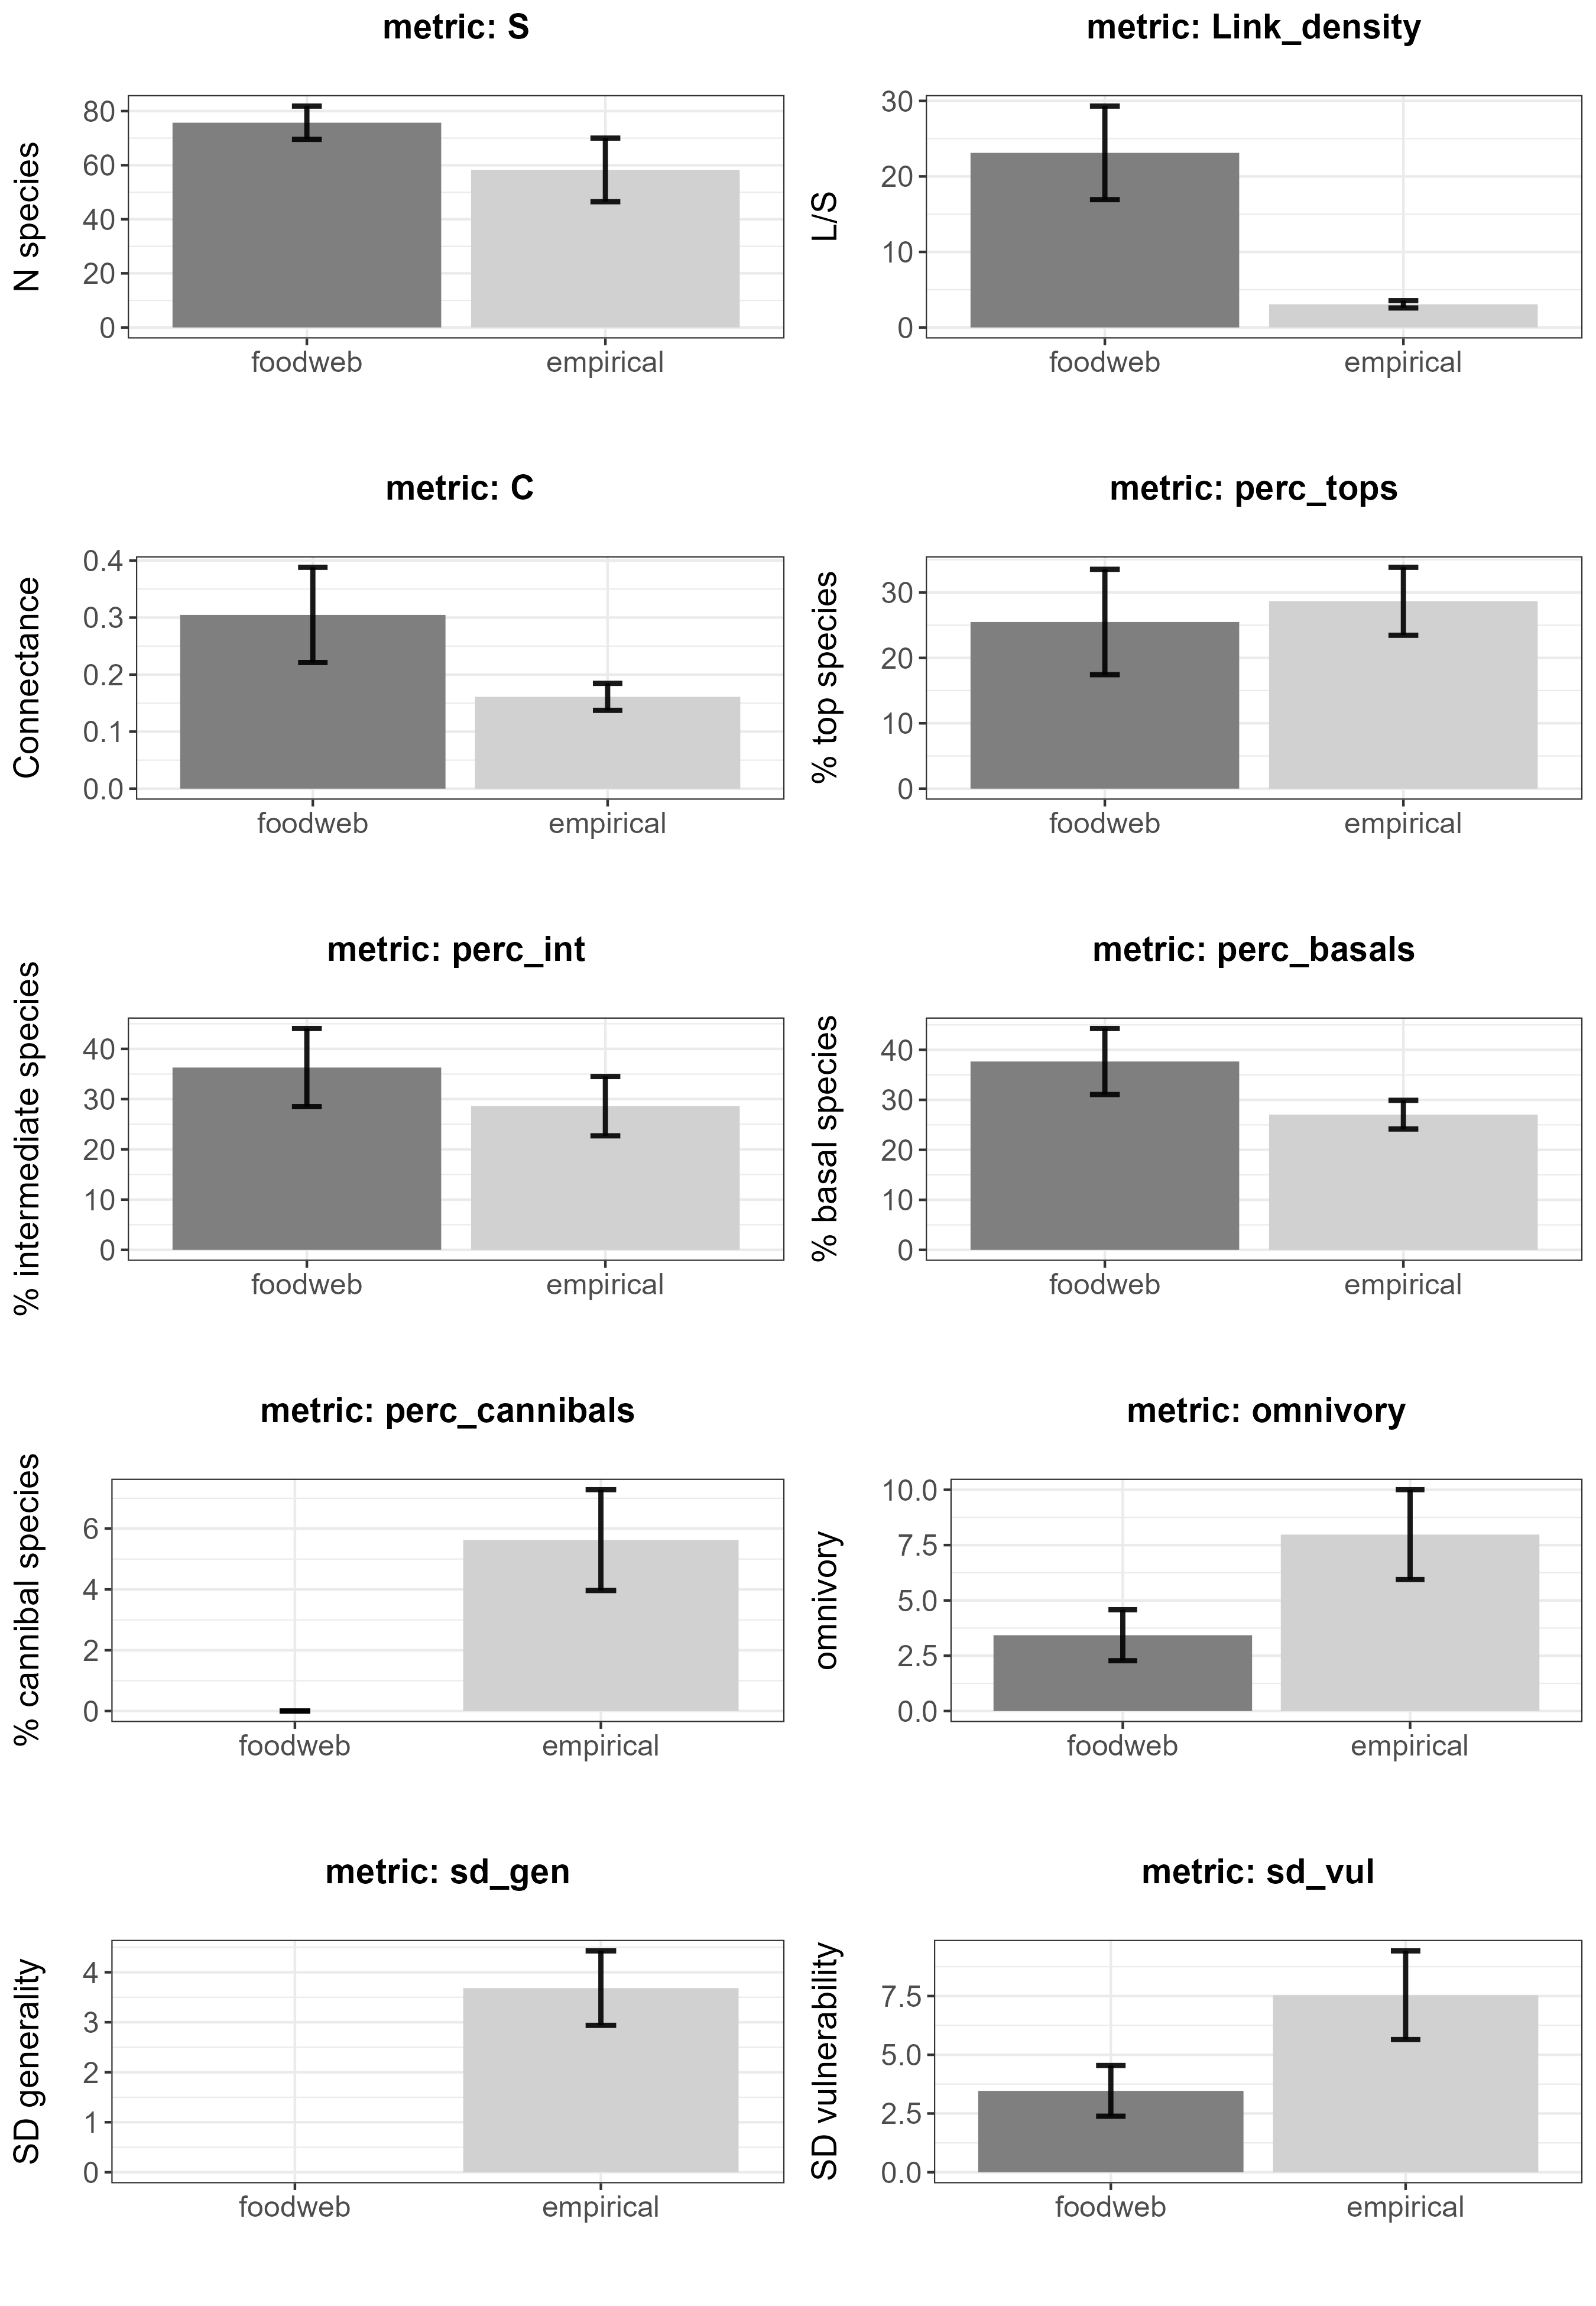 metric: S
N species
80
60
40
20
0
foodweb
empirical
metric: Link_density
L/S
30
20
10
0
foodweb
empirical
metric: C
Connectance
0.4
0.3
0.2
0.1
0.0
foodweb
empirical
metric: perc_tops
% top species
30
20
10
0
foodweb
empirical
metric: perc_int
% intermediate species
40
30
20
10
0
foodweb
empirical
metric: perc_basals
% basal species
40
30
20
10
0
foodweb
empirical
metric: perc_cannibals
% cannibal species
6
4
2
0
foodweb
empirical
metric: omnivory
omnivory
10.0
7.5
5.0
2.5
0.0
foodweb
empirical
metric: sd_gen
SD generality
4
3
2
1
0
foodweb
empirical
metric: sd_vul
SD vulnerability
7.5
5.0
2.5
0.0
foodweb
empirical